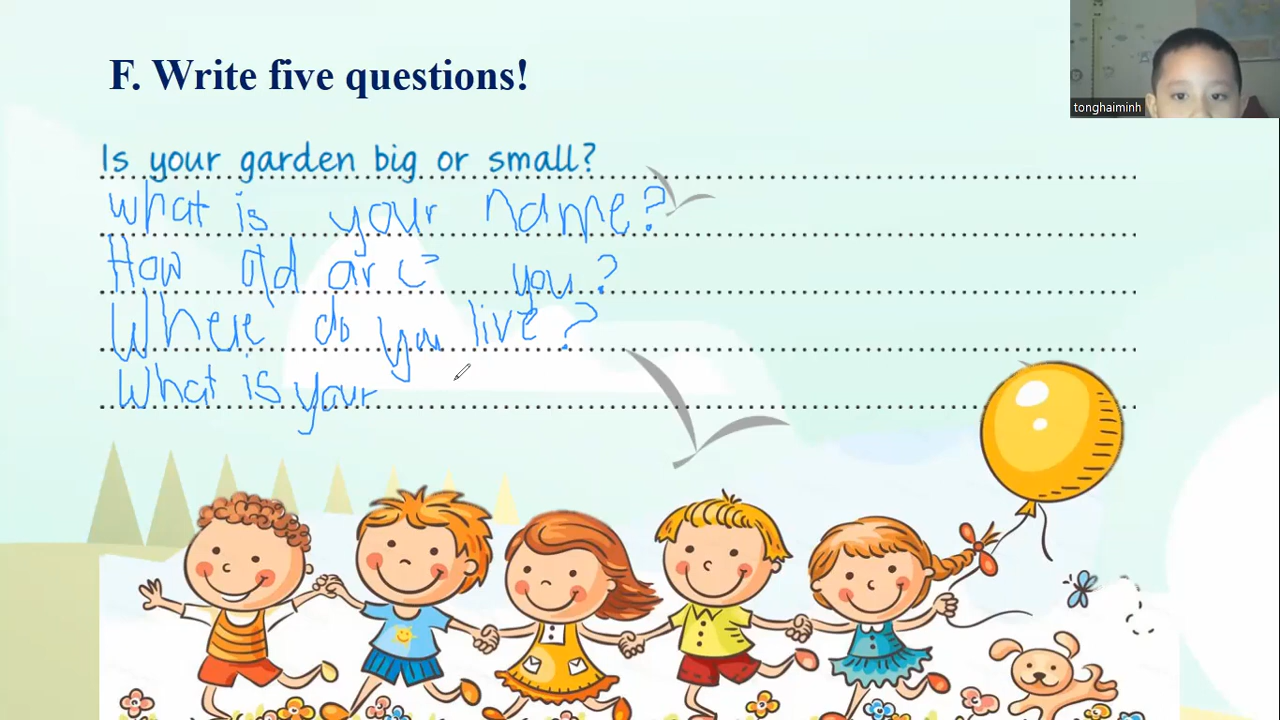 F. Write five questions!
tonghaiminh
Is your garden big or small?
what is your name?
How old are you?
Where do you live?
What is your